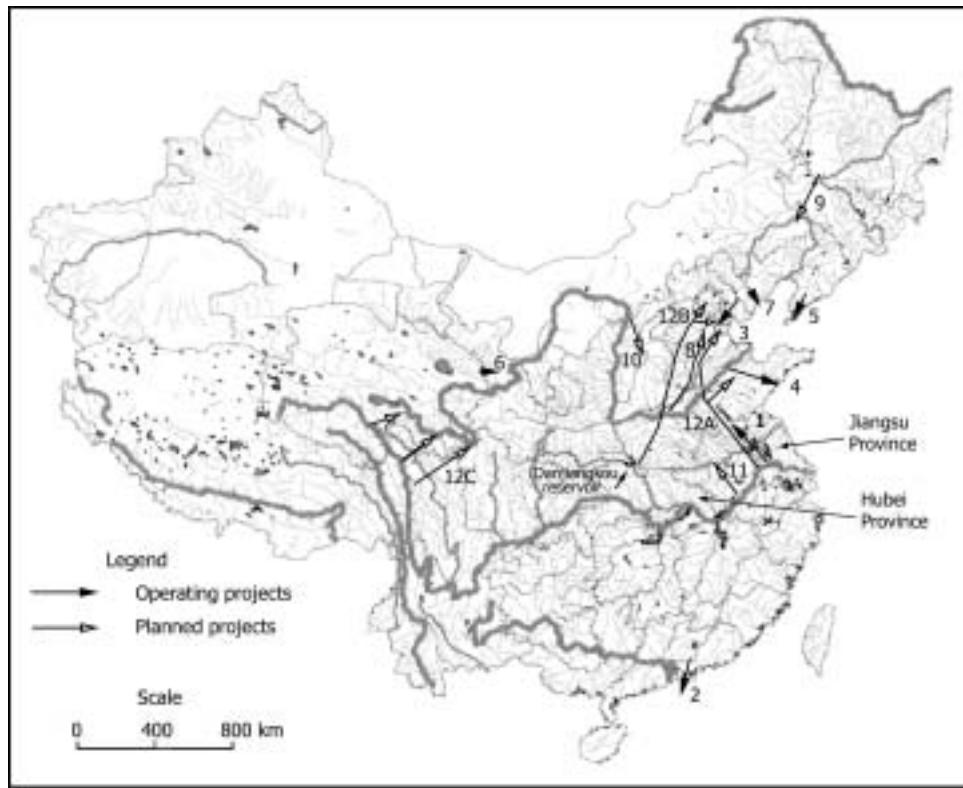 9
12B
7
5
3
8
6
10
4
12A
1
Jiangsu
Province
12C
Danjiangkou
reservoir
11
Hubei
Province
Legend
Operating projects
Planned projects
Scale
0 400 800 km
2